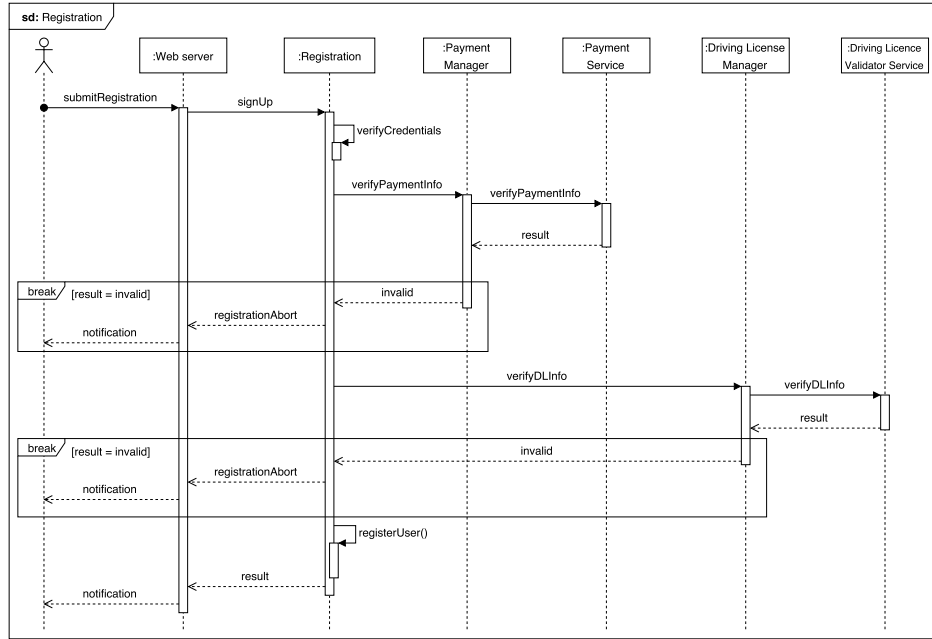 sd: Registration
:Web server
:Registration
:Payment
Manager
:Payment
Service
:Driving License
Manager
:Driving Licence
Validator Service
submitRegistration
signUp
verifyCredentials
verifyPaymentInfo
verifyPaymentInfo
result
break
[result = invalid]
invalid
registrationAbort
notification
verifyDLInfo
verifyDLInfo
result
break
[result = invalid]
invalid
registrationAbort
notification
registerUser()
result
notification